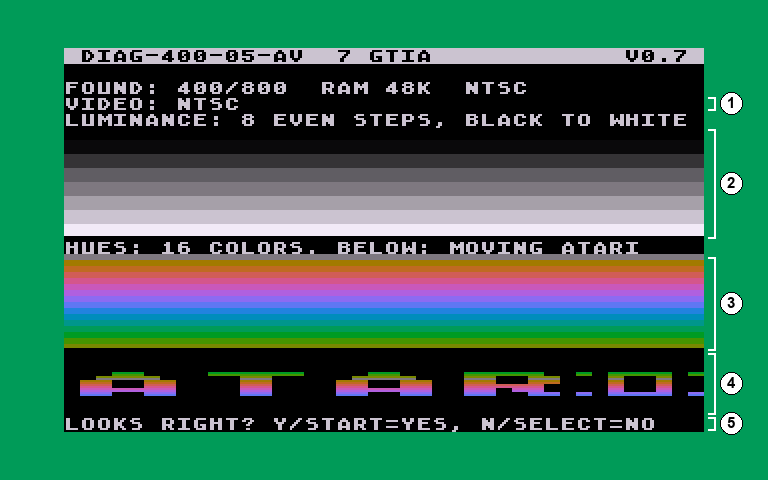 DIAG-400-05-AV 7 GTIA V0.7
FOUND: 400/800 RAM 48K NTSC
VIDEO: NTSC
1
LUMINANCE: 8 EVEN STEPS, BLACK TO WHITE
2
HUES: 16 COLORS. BELOW: MOVING ATARI
3
ATAR
4
LOOKS RIGHT? Y/START=YES, N/SELECT=NO
5